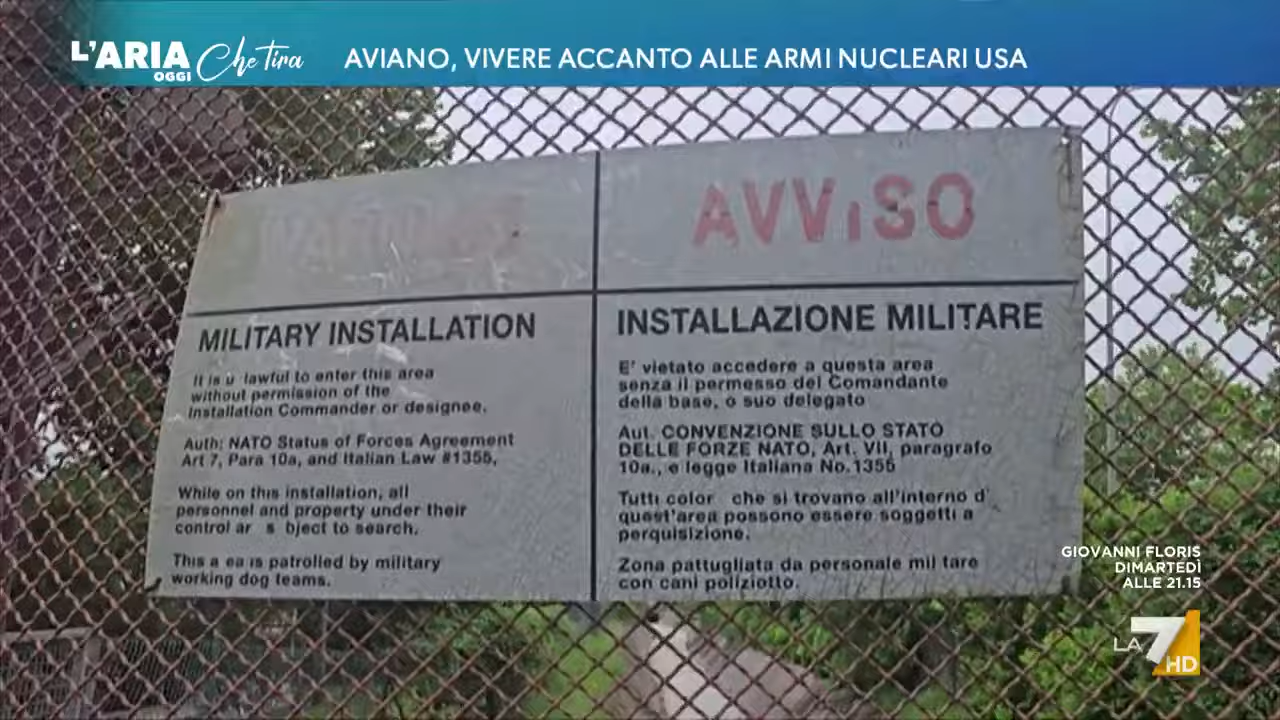 L'ARIA Che tira
OGGI
AVIANO, VIVERE ACCANTO ALLE ARMI NUCLEARI USA
WARNING
MILITARY INSTALLATION
It is u lawful to enter this area
without permission of the
Installation Commander or designee.
Auth: NATO Status of Forces Agreement
Art 7, Para 10a, and Italian Law #1355,
While on this installation, all
personnel and property under their
control ar s bject to search.
This a ea is patrolled by military
working dog teams.
AVViSO
INSTALLAZIONE MILITARE
E' vietato accedere a questa area
senza il permesso del Comandante
della base, o suo delegato
Aut. CONVENZIONE SULLO STATO
DELLE FORZE NATO, Art. VII, paragrafo
10a., e legge Italiana No.1355
Tutti color che si trovano all'interno d'
quest'area possono essere soggetti a
perquisizione.
Zona pattugliata da personale mil tare
con cani poliziotto.
GIOVANNI FLORIS
DIMARTEDÌ
ALLE 21.15
LA 7 HD